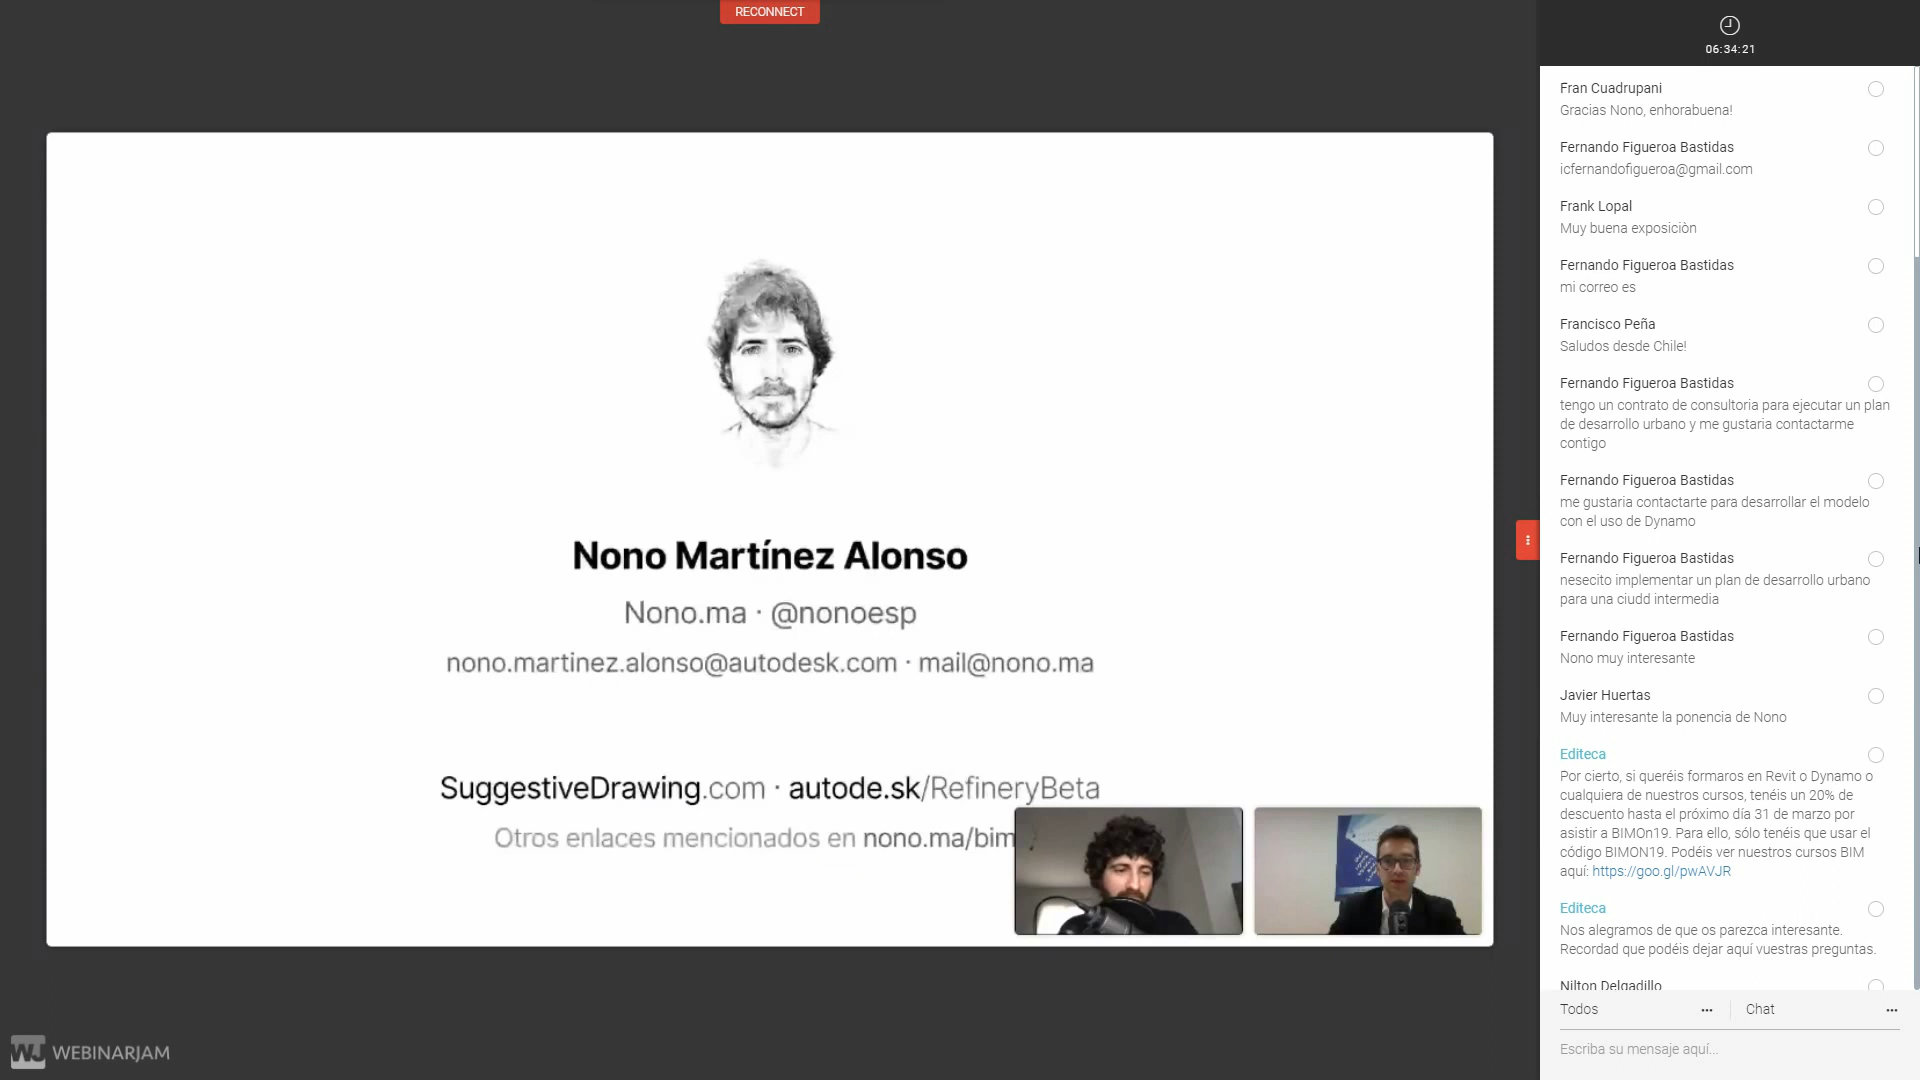 RECONNECT
06:34:21
Nono Martínez Alonso
Nono.ma · @nonoesp
nono.martinez.alonso@autodesk.com · mail@nono.ma
SuggestiveDrawing.com · autode.sk/RefineryBeta
Otros enlaces mencionados en nono.ma/bim
WJ WEBINARJAM
Fran Cuadrupani
Gracias Nono, enhorabuena!
Fernando Figueroa Bastidas
icfernandofigueroa@gmail.com
Frank Lopal
Muy buena exposiciòn
Fernando Figueroa Bastidas
mi correo es
Francisco Peña
Saludos desde Chile!
Fernando Figueroa Bastidas
tengo un contrato de consultoria para ejecutar un plan
de desarrollo urbano y me gustaria contactarme
contigo
Fernando Figueroa Bastidas
me gustaria contactarte para desarrollar el modelo
con el uso de Dynamo
Fernando Figueroa Bastidas
nesecito implementar un plan de desarrollo urbano
para una ciudd intermedia
Fernando Figueroa Bastidas
Nono muy interesante
Javier Huertas
Muy interesante la ponencia de Nono
Editeca
Por cierto, si queréis formaros en Revit o Dynamo o
cualquiera de nuestros cursos, tenéis un 20% de
descuento hasta el próximo día 31 de marzo por
asistir a BIMOn19. Para ello, sólo tenéis que usar el
código BIMON19. Podéis ver nuestros cursos BIM
aquí: https://goo.gl/pwAVJR
Editeca
Nos alegramos de que os parezca interesante.
Recordad que podéis dejar aquí vuestras preguntas.
Nilton Delgadillo
Todos ··· Chat ···
Escriba su mensaje aquí...